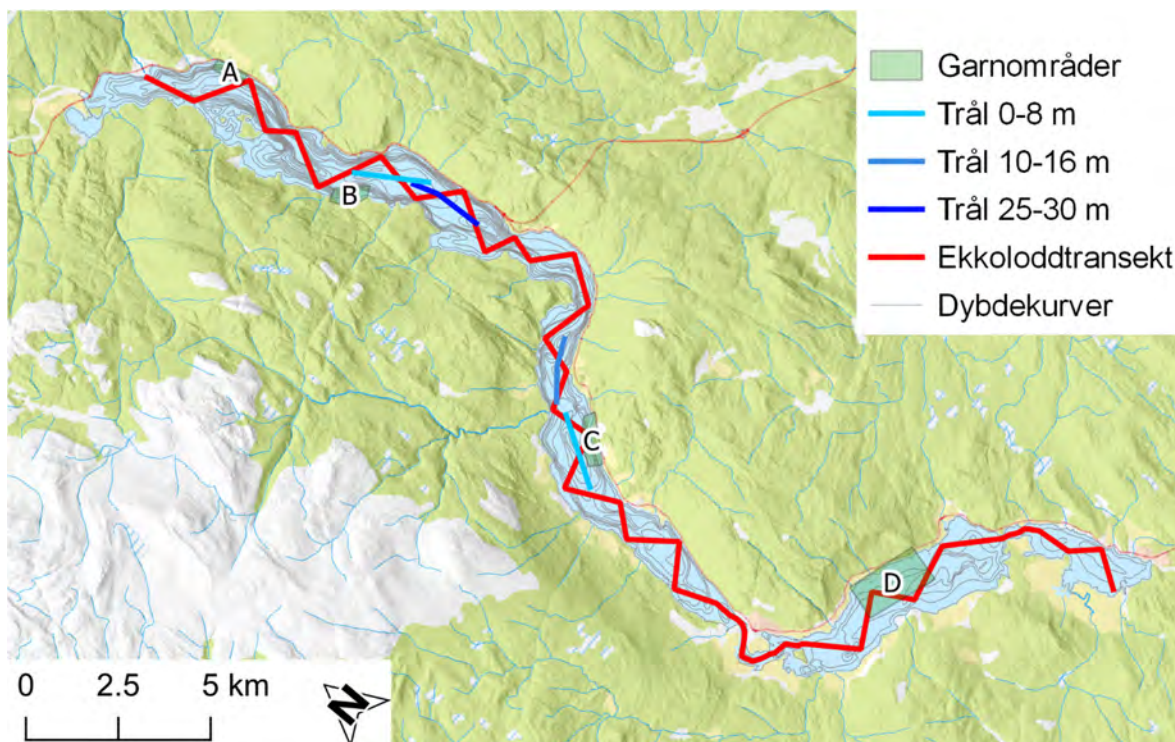 A
B
C
D
Garnområder
Trål 0-8 m
Trål 10-16 m
Trål 25-30 m
Ekkoloddtransekt
Dybdekurver
0 2.5 5 km
N